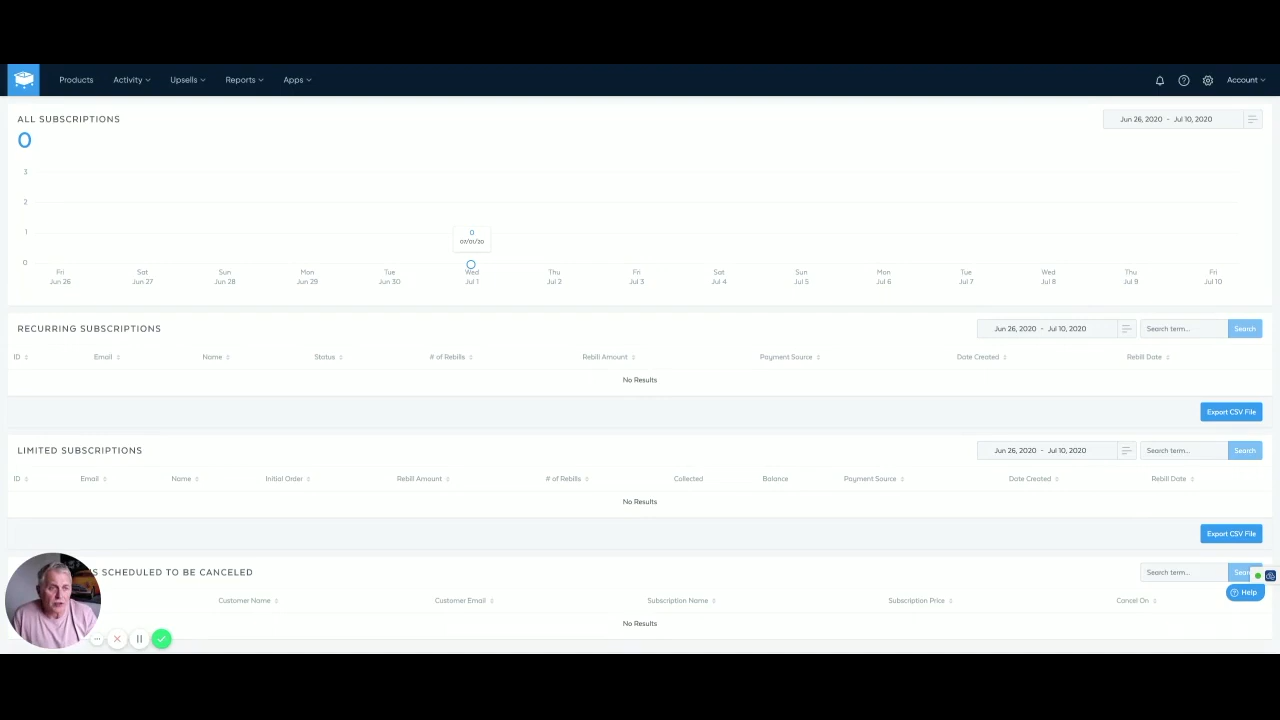 Products Activity Upsells Reports Apps Account
ALL SUBSCRIPTIONS
Jun 26, 2020 - Jul 10, 2020
0
3
2
1
0
0
07/01/20
Fri Sat Sun Mon Tue Wed Thu Fri Sat Sun Mon Tue Wed Thu Fri
Jun 26 Jun 27 Jun 28 Jun 29 Jun 30 Jul 1 Jul 2 Jul 3 Jul 4 Jul 5 Jul 6 Jul 7 Jul 8 Jul 9 Jul 10
RECURRING SUBSCRIPTIONS Jun 26, 2020 - Jul 10, 2020 Search term... Search
ID Email Name Status # of Rebills Rebill Amount Payment Source Date Created Rebill Date
No Results
Export CSV File
LIMITED SUBSCRIPTIONS Jun 26, 2020 - Jul 10, 2020 Search term... Search
ID Email Name Initial Order Rebill Amount # of Rebills Collected Balance Payment Source Date Created Rebill Date
No Results
Export CSV File
S SCHEDULED TO BE CANCELED Search term... Sear
Help
Customer Name Customer Email Subscription Name Subscription Price Cancel On
No Results